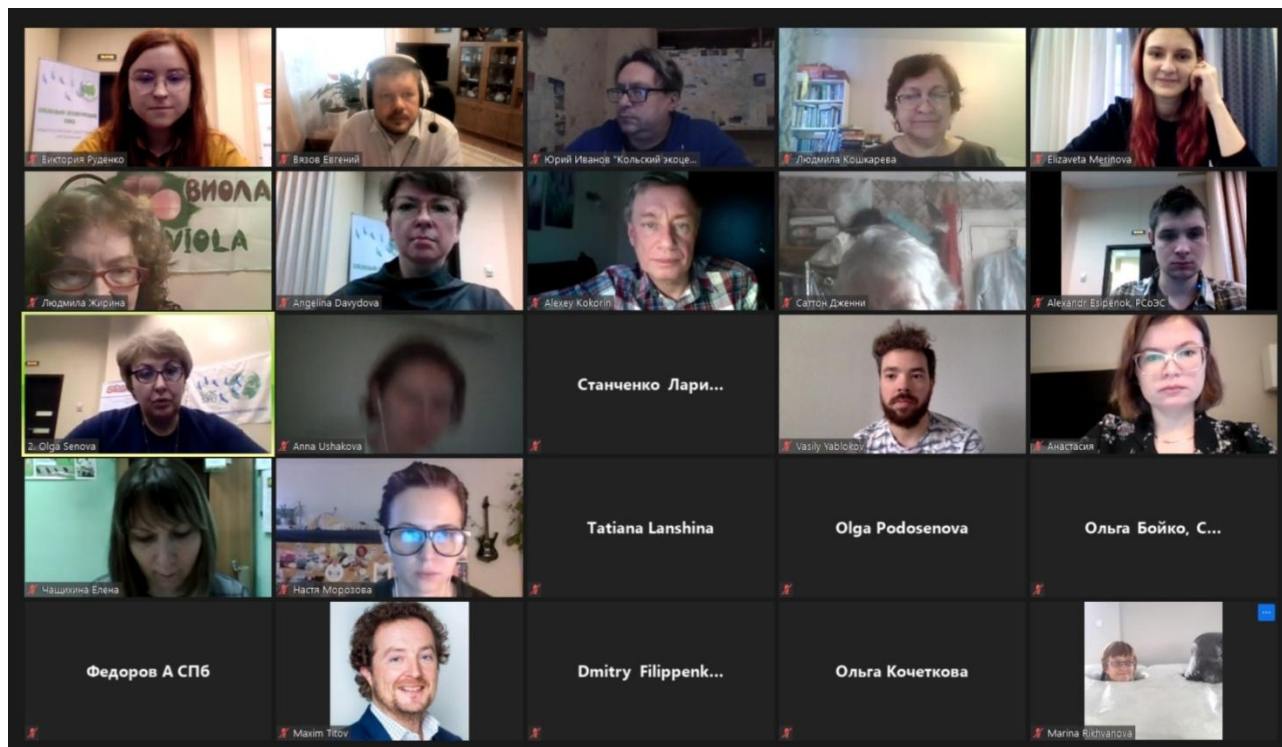 Виктория Руденко
Вязов Евгений
Юрий Иванов "Кольский экоце...
Людмила Кошкарева
Elizaveta Merinova
ВИОЛА
VIOLA
Людмила Жирина
Angelina Davydova
Alexey Kokorin
Саттон Дженни
Alexandr Esipenok, РСоЭС
2. Olga Senova
Anna Ushakova
Станченко Лари...
Vasily Yablokov
Анастасия
Чащихина Елена
Настя Морозова
Tatiana Lanshina
Olga Podosenova
Ольга Бойко, С...
Федоров А СПб
Maxim Titov
Dmitry Filippenk...
Ольга Кочеткова
Marina Rikhvanova